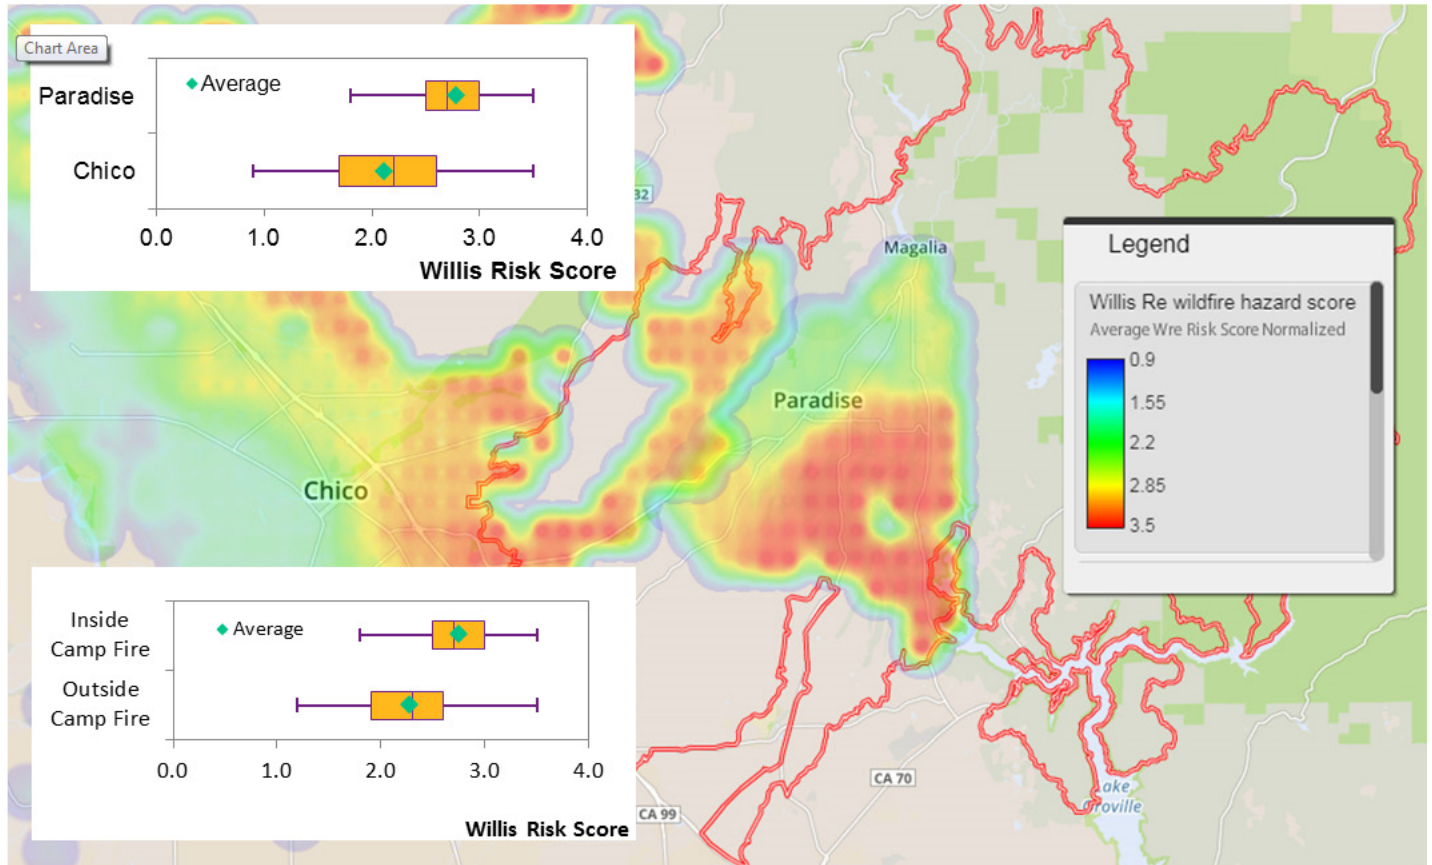 Chart Area
Average
Paradise
Chico
0.0 1.0 2.0 3.0 4.0
Willis Risk Score
32
Magalia
Paradise
Chico
Legend
Willis Re wildfire hazard score
Average Wre Risk Score Normalized
0.9
1.55
2.2
2.85
3.5
Inside
Camp Fire
Average
Outside
Camp Fire
0.0 1.0 2.0 3.0 4.0
Willis Risk Score
CA 70
CA 99
ake
Oroville